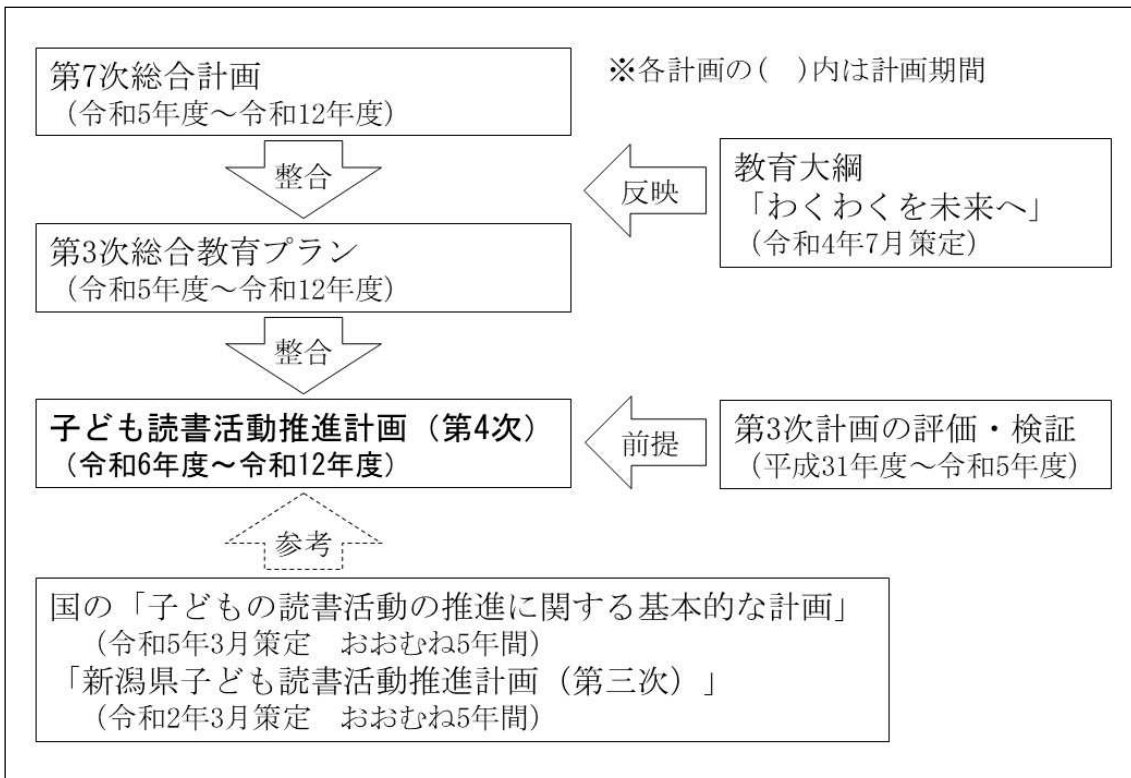 第7次総合計画
（令和5年度～令和12年度）
※各計画の(　)内は計画期間
整合
反映
教育大綱
「わくわくを未来へ」
（令和4年7月策定）
第3次総合教育プラン
（令和5年度～令和12年度）
整合
子ども読書活動推進計画（第4次）
（令和6年度～令和12年度）
前提
第3次計画の評価・検証
（平成31年度～令和5年度）
参考
国の「子どもの読書活動の推進に関する基本的な計画」
（令和5年3月策定　おおむね5年間）
「新潟県子ども読書活動推進計画（第三次）」
（令和2年3月策定　おおむね5年間）